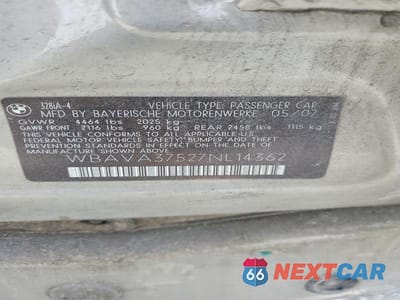 328iA-4 VEHICLE TYPE: PASSENGER CAR
MFD BY BAYERISCHE MOTORENWERKE 05/07
GVWR 4464 lbs 2025 kg
GAWR FRONT 2116 lbs 960 kg REAR 2458 lbs 1115 kg
THIS VEHICLE CONFORMS TO ALL APPLICABLE U.S.
FEDERAL MOTOR VEHICLE SAFETY, BUMPER, AND THEFT
PREVENTION STANDARDS IN EFFECT ON THE DATE
OF MANUFACTURE SHOWN ABOVE
WBAVA37527NL14362
66 NEXTCAR